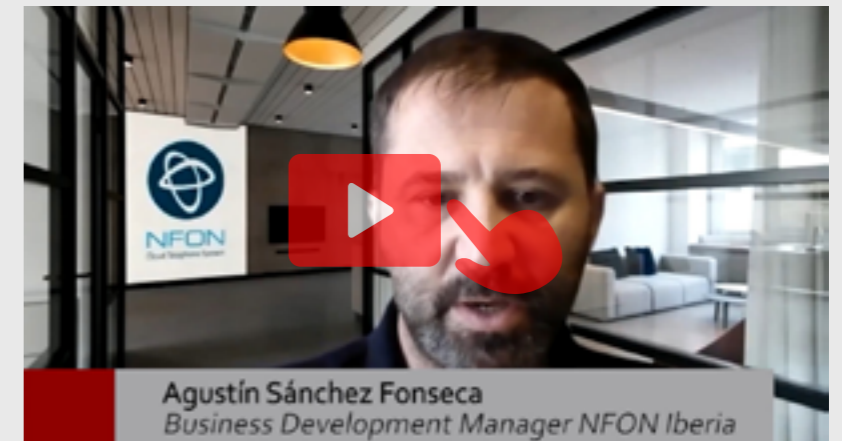 NFON
Cloud Telephone System
Agustín Sánchez Fonseca
Business Development Manager NFON Iberia